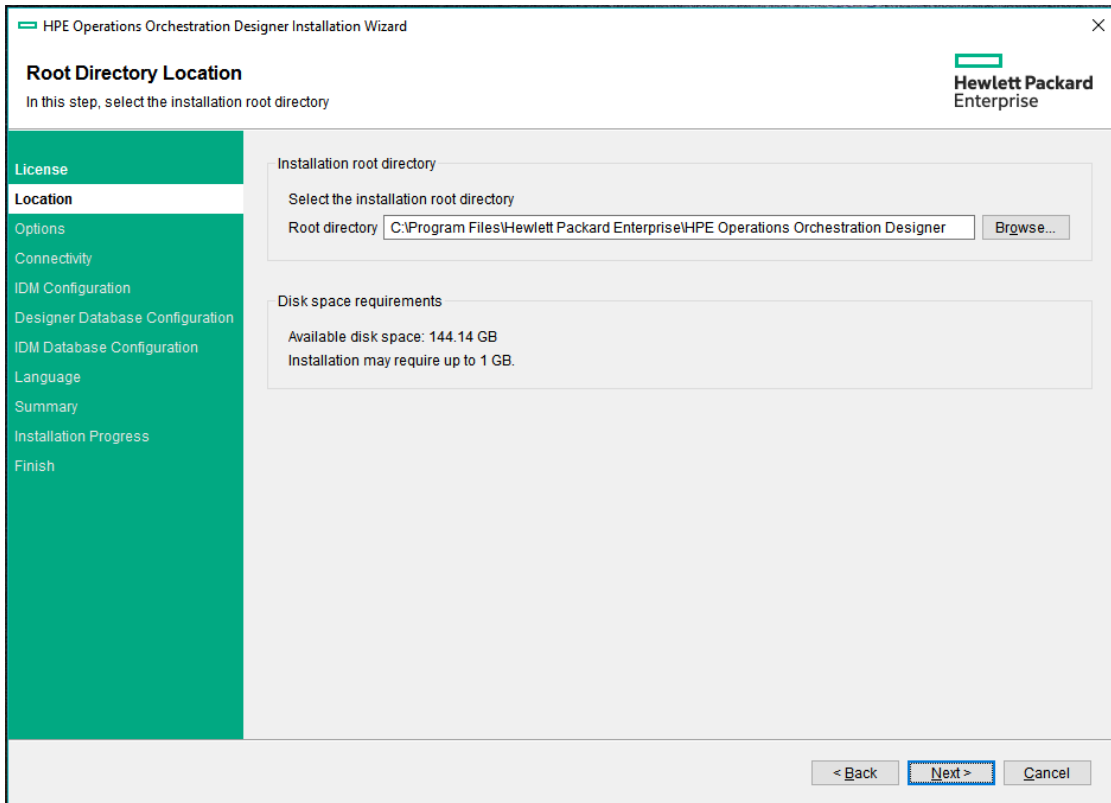 HPE Operations Orchestration Designer Installation Wizard
Root Directory Location
In this step, select the installation root directory
Hewlett Packard
Enterprise
License
Location
Options
Connectivity
IDM Configuration
Designer Database Configuration
IDM Database Configuration
Language
Summary
Installation Progress
Finish
Installation root directory
Select the installation root directory
Root directory C:\Program Files\Hewlett Packard Enterprise\HPE Operations Orchestration Designer Browse...
Disk space requirements
Available disk space: 144.14 GB
Installation may require up to 1 GB.
< Back Next > Cancel